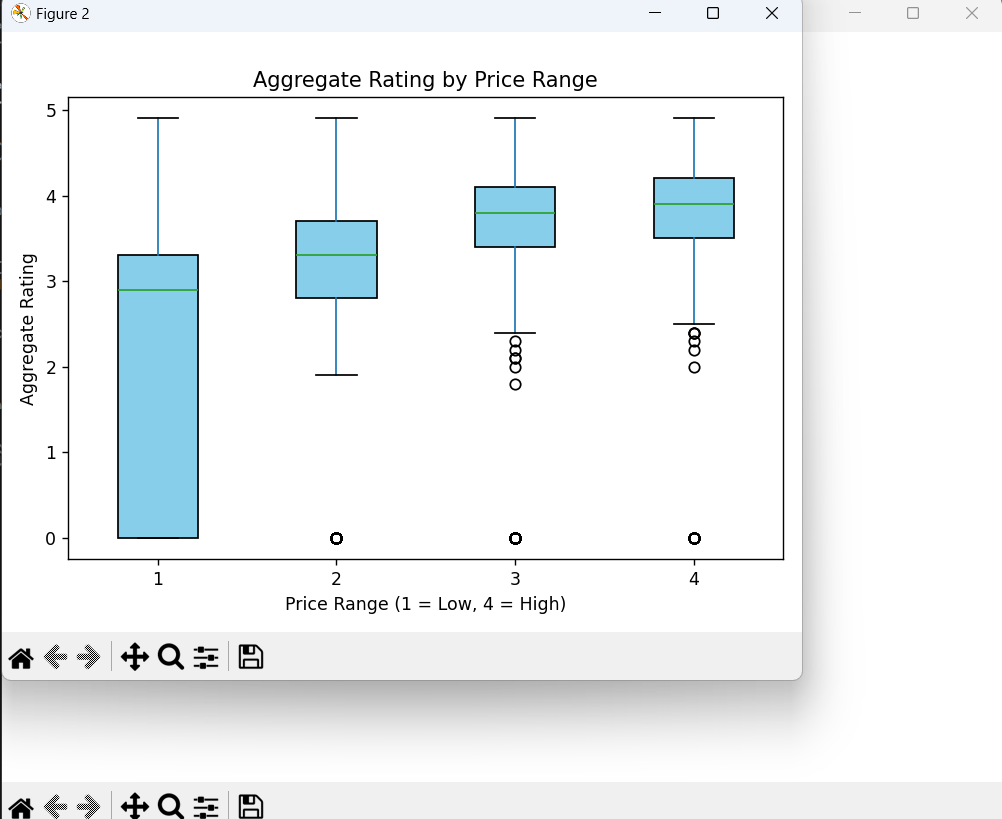 Figure 2
Aggregate Rating by Price Range
5
4
3
2
1
0
Aggregate Rating
1 2 3 4
Price Range (1 = Low, 4 = High)